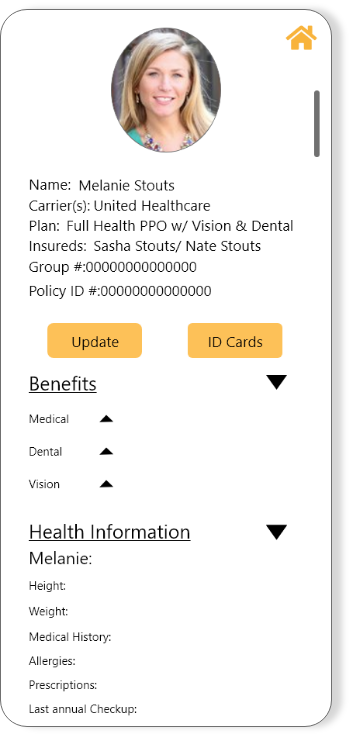 Name: Melanie Stouts
Carrier(s): United Healthcare
Plan: Full Health PPO w/ Vision & Dental
Insureds: Sasha Stouts/ Nate Stouts
Group #:00000000000000
Policy ID #:00000000000000
Update ID Cards
Benefits
Medical
Dental
Vision
Health Information
Melanie:
Height:
Weight:
Medical History:
Allergies:
Prescriptions:
Last annual Checkup: